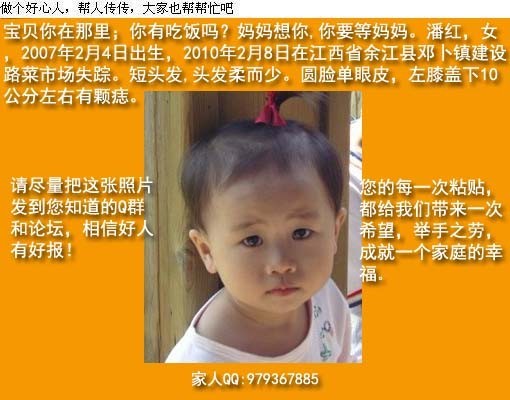 做个好心人，帮人传传，大家也帮帮忙吧
宝贝你在那里；你有吃饭吗？妈妈想你,你要等妈妈。潘红，女
，2007年2月4日出生，2010年2月8日在江西省余江县邓卜镇建设
路菜市场失踪。短头发,头发柔而少。圆脸单眼皮，左膝盖下10
公分左右有颗痣。
请尽量把这张照片
发到您知道的Q群
和论坛，相信好人
有好报！
您的每一次粘贴，
都给我们带来一次
希望，举手之劳，
成就一个家庭的幸
福。
家人QQ:979367885